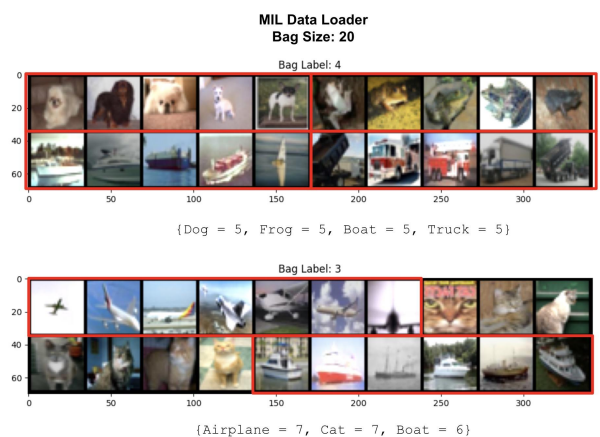 MIL Data Loader
Bag Size: 20
Bag Label: 4
0
20
40
60
0 50 100 150 200 250 300
{Dog = 5, Frog = 5, Boat = 5, Truck = 5}
Bag Label: 3
0
20
40
60
0 50 100 150 200 250 300
{Airplane = 7, Cat = 7, Boat = 6}